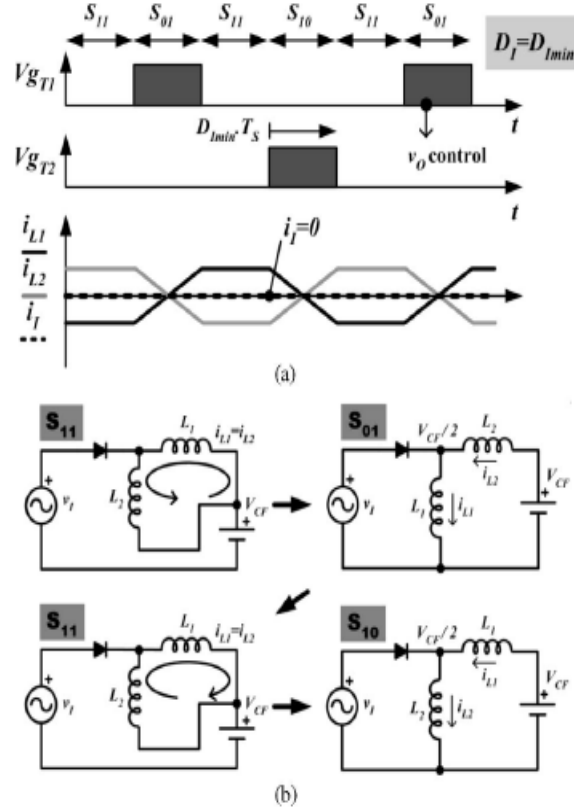 S11 S01 S11 S10 S11 S01
DI=DImin
VgT1
t
DImin.TS
vO control
VgT2
t
iL1
iL2
iI
iI=0
(a)
S11
L1
iL1=iL2
L2
VCF
+
vI
S01
VCF/2
L2
iL2
VCF
+
L1
iL1
vI
S11
L1
iL1=iL2
L2
VCF
+
vI
S10
VCF/2
L1
iL1
VCF
+
L2
iL2
vI
(b)